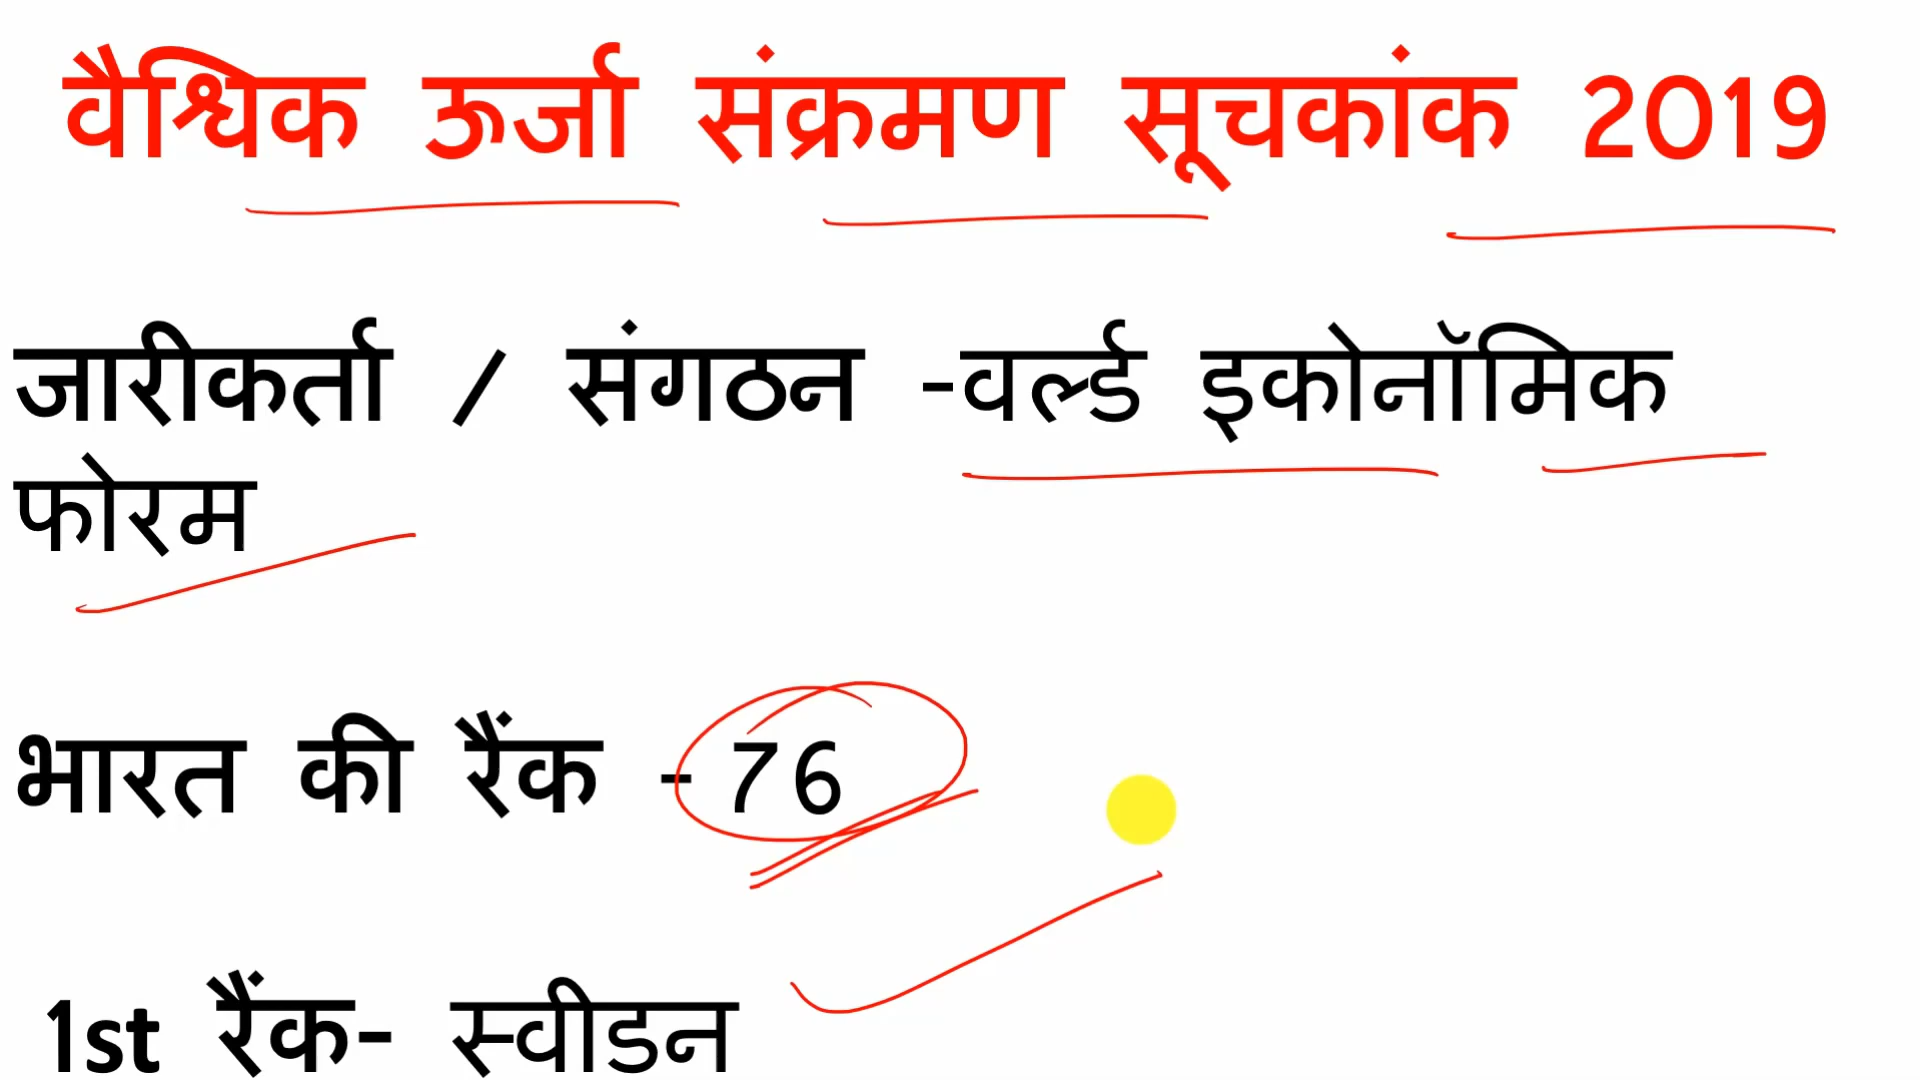 वैश्विक ऊर्जा संक्रमण सूचकांक 2019
जारीकर्ता / संगठन -वर्ल्ड इकोनॉमिक
फोरम
भारत की रैंक - 76
1st रैंक- स्वीडन